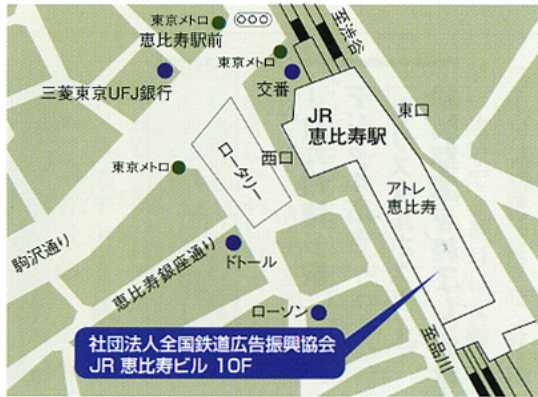 東京メトロ
恵比寿駅前
至渋谷
東京メトロ
三菱東京UFJ銀行
交番
JR
恵比寿駅
東口
西口
ロータリー
東京メトロ
アトレ
恵比寿
駒沢通り
恵比寿銀座通り
ドトール
ローソン
社団法人全国鉄道広告振興協会
JR 恵比寿ビル 10F
至品川